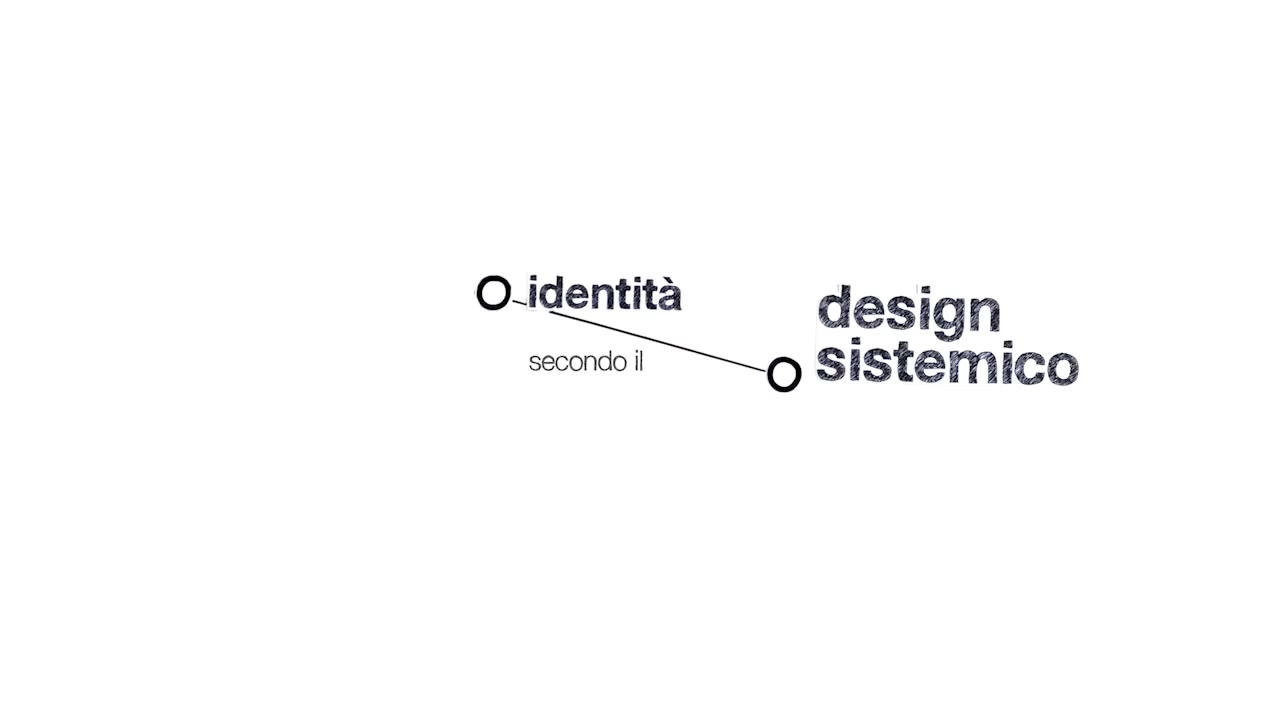 identità
secondo il
design
sistemico